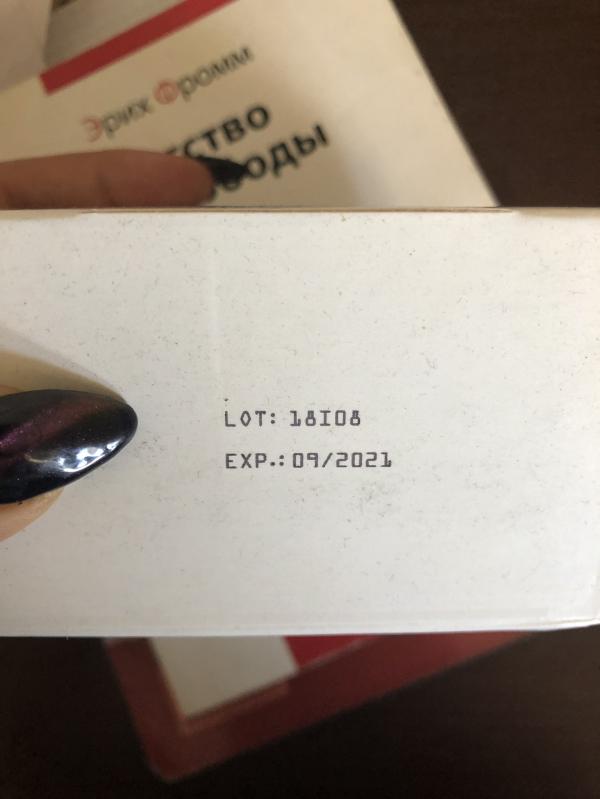 Эрих Фромм
LOT: 18I08
EXP.: 09/2021